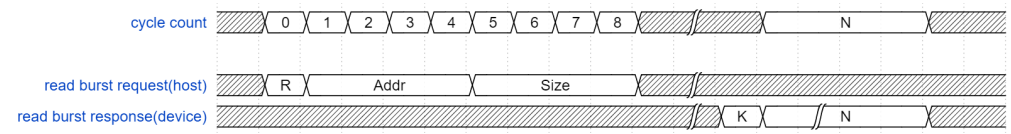 cycle count 0 1 2 3 4 5 6 7 8 N
read burst request(host) R Addr Size
read burst response(device) K N